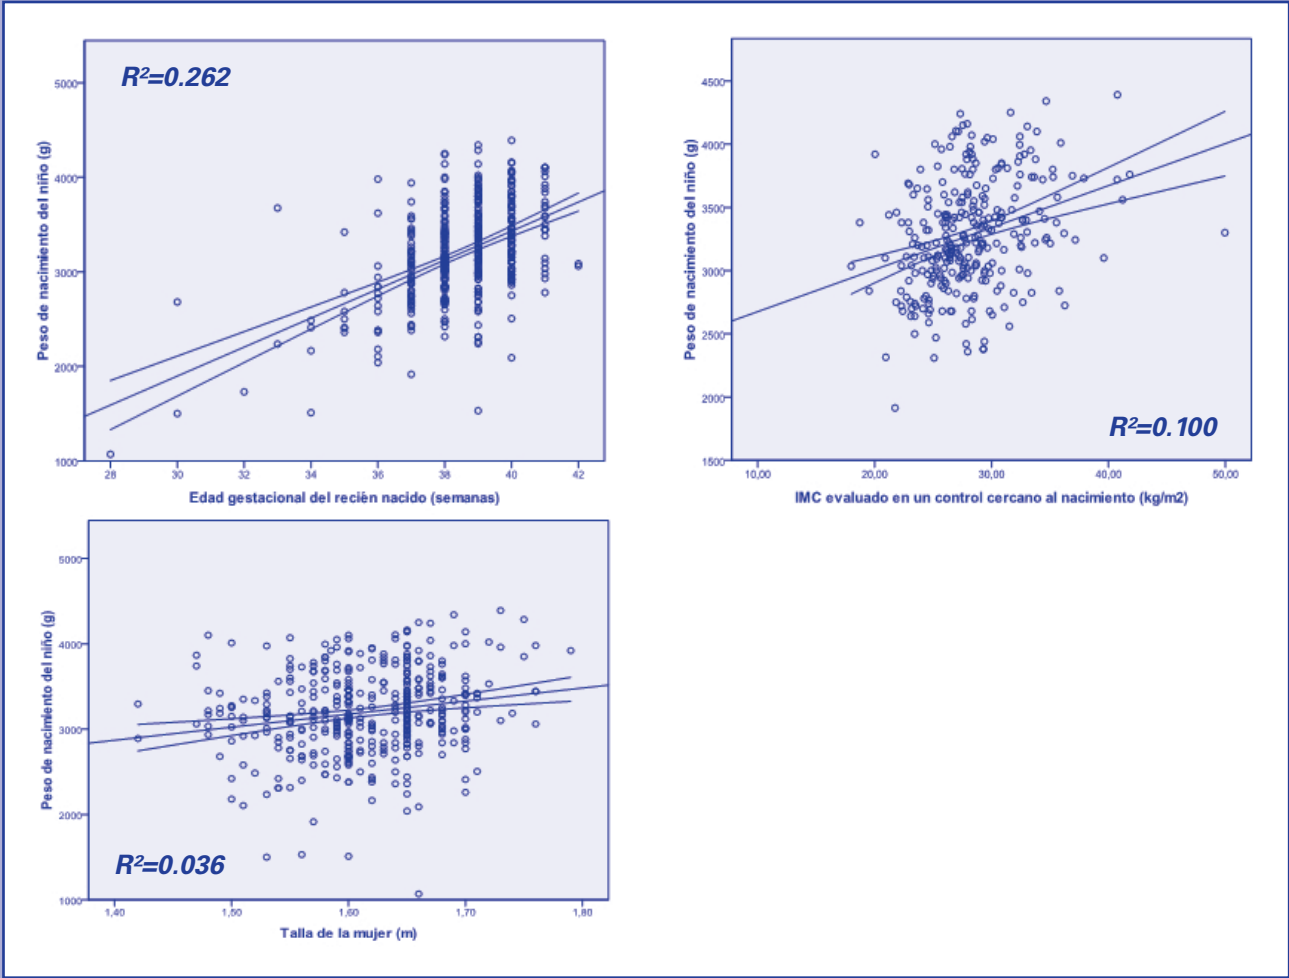 R²=0.262
Peso de nacimiento del niño (g)
5000
4000
3000
2000
1000
28 30 32 34 36 38 40 42
Edad gestacional del recién nacido (semanas)
R²=0.100
Peso de nacimiento del niño (g)
4500
4000
3500
3000
2500
2000
1500
10,00 20,00 30,00 40,00 50,00
IMC evaluado en un control cercano al nacimiento (kg/m2)
R²=0.036
Peso de nacimiento del niño (g)
5000
4000
3000
2000
1000
1,40 1,50 1,60 1,70 1,80
Talla de la mujer (m)